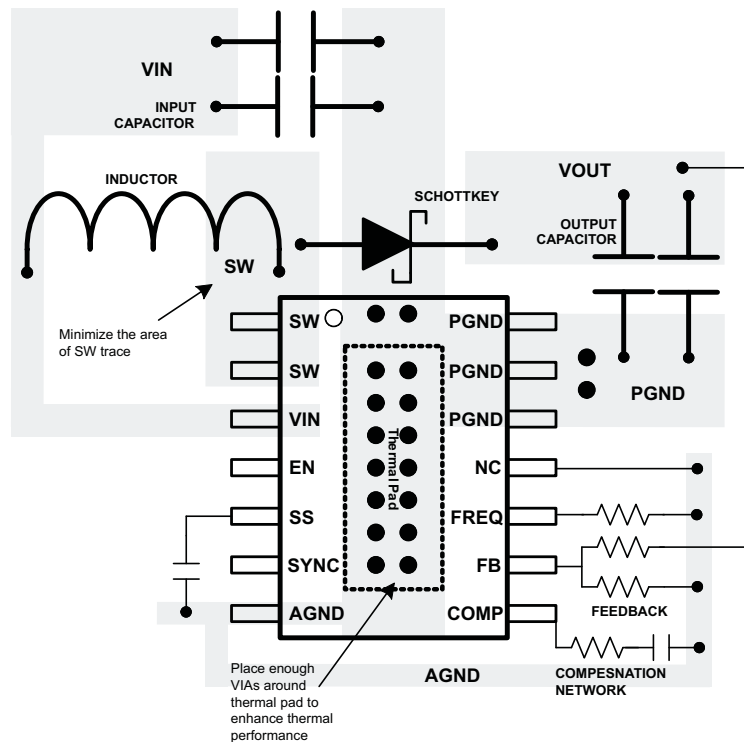 VIN
INPUT
CAPACITOR
INDUCTOR
SCHOTTKEY
VOUT
OUTPUT
CAPACITOR
SW
Minimize the area
of SW trace
SW
PGND
SW
PGND
PGND
VIN
PGND
Thermal Pad
EN
NC
SS
FREQ
SYNC
FB
FEEDBACK
AGND
COMP
Place enough
VIAs around
thermal pad to
enhance thermal
performance
AGND
COMPESNATION
NETWORK